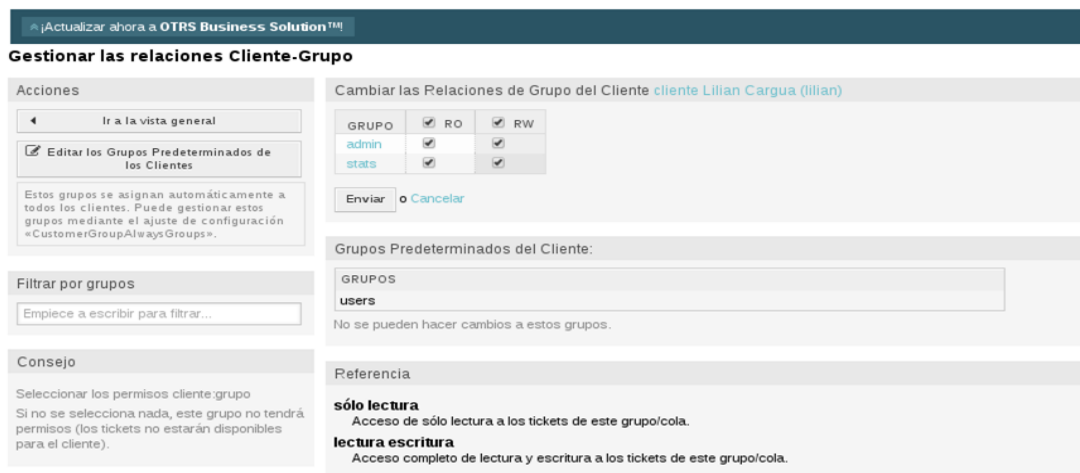 ¡Actualizar ahora a OTRS Business Solution™!
Gestionar las relaciones Cliente-Grupo
Acciones
Ir a la vista general
Editar los Grupos Predeterminados de
los Clientes
Estos grupos se asignan automáticamente a
todos los clientes. Puede gestionar estos
grupos mediante el ajuste de configuración
«CustomerGroupAlwaysGroups».
Filtrar por grupos
Empiece a escribir para filtrar...
Consejo
Seleccionar los permisos cliente:grupo
Si no se selecciona nada, este grupo no tendrá
permisos (los tickets no estarán disponibles
para el cliente).
Cambiar las Relaciones de Grupo del Cliente cliente Lilian Cargua (lilian)
GRUPO RO RW
admin
stats
Enviar o Cancelar
Grupos Predeterminados del Cliente:
GRUPOS
users
No se pueden hacer cambios a estos grupos.
Referencia
sólo lectura
Acceso de sólo lectura a los tickets de este grupo/cola.
lectura escritura
Acceso completo de lectura y escritura a los tickets de este grupo/cola.